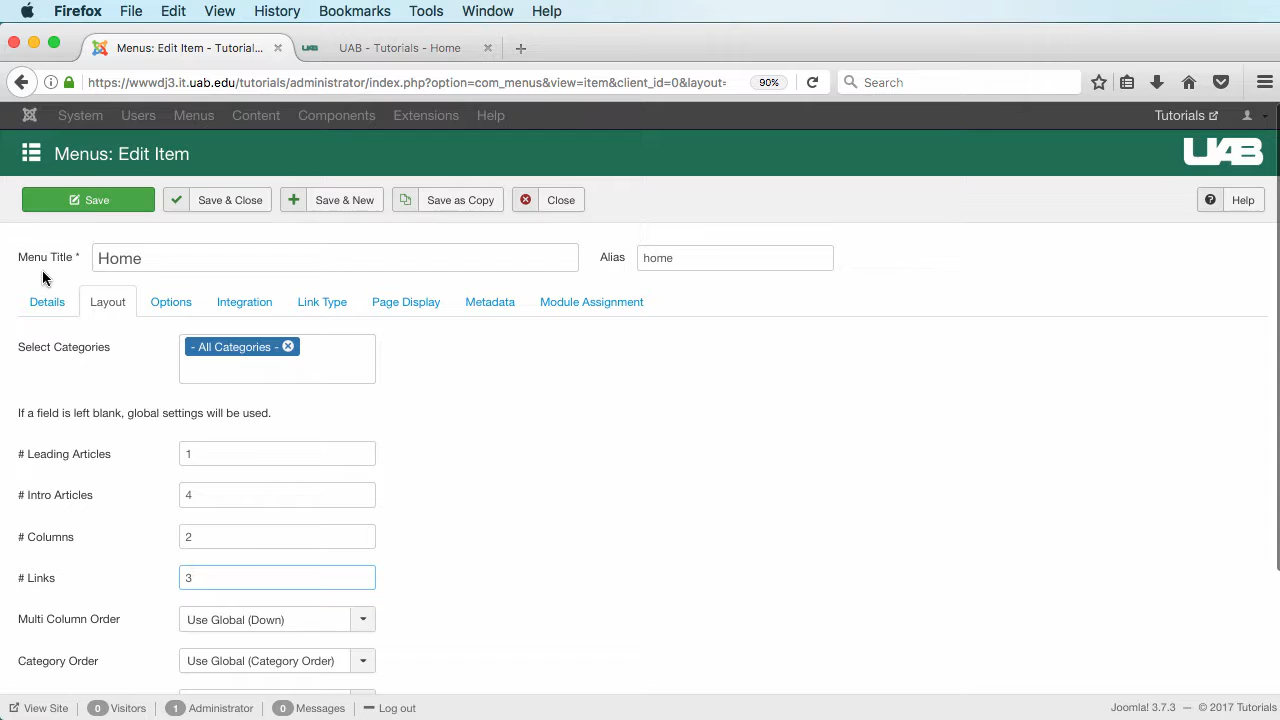 Firefox File Edit View History Bookmarks Tools Window Help
Menus: Edit Item - Tutorial... UAB - Tutorials - Home
https://wwwdj3.it.uab.edu/tutorials/administrator/index.php?option=com_menus&view=item&client_id=0&layout= 90% Search
System Users Menus Content Components Extensions Help Tutorials
Menus: Edit Item UAB
Save Save & Close Save & New Save as Copy Close Help
Menu Title * Home Alias home
Details Layout Options Integration Link Type Page Display Metadata Module Assignment
Select Categories - All Categories -
If a field is left blank, global settings will be used.
# Leading Articles 1
# Intro Articles 4
# Columns 2
# Links 3
Multi Column Order Use Global (Down)
Category Order Use Global (Category Order)
View Site 0 Visitors 1 Administrator 0 Messages Log out Joomla! 3.7.3 — © 2017 Tutorials